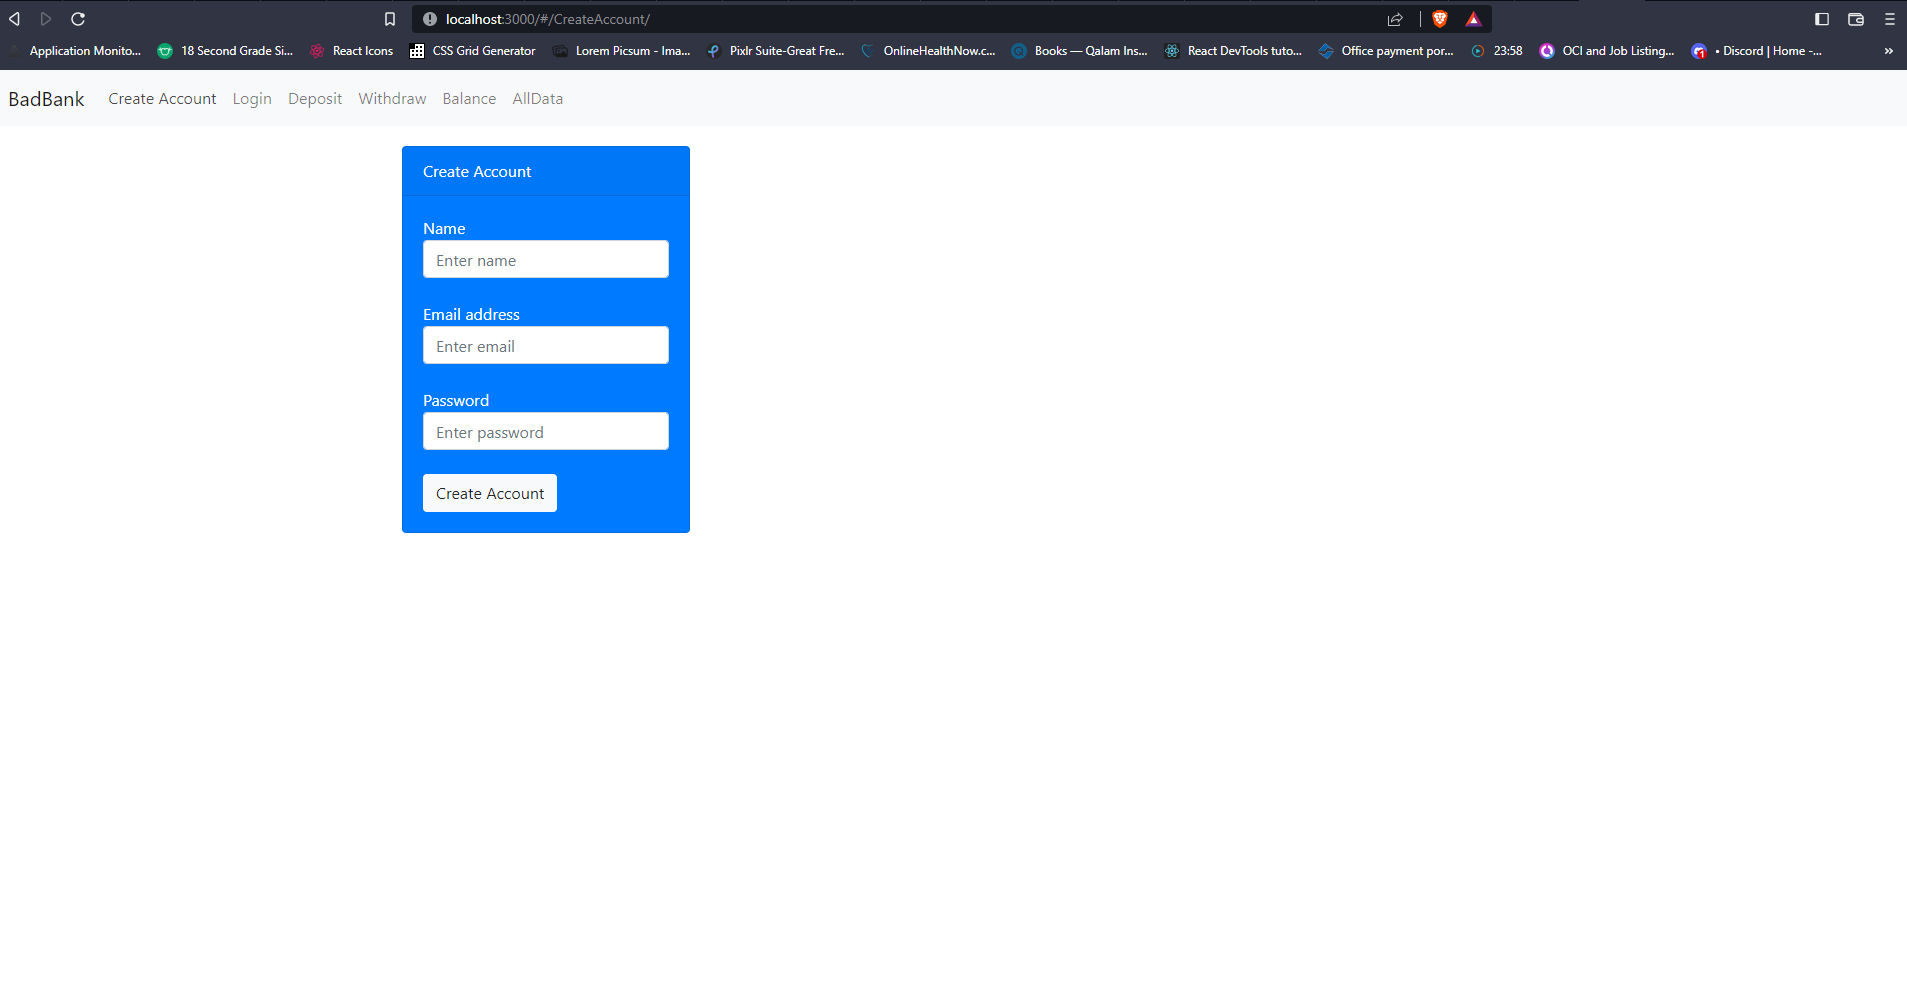 localhost:3000/#/CreateAccount/
Application Monito... 18 Second Grade Si... React Icons CSS Grid Generator Lorem Picsum - Ima... Pixlr Suite-Great Fre... OnlineHealthNow.c... Books — Qalam Ins... React DevTools tuto... Office payment por... 23:58 OCI and Job Listing... • Discord | Home -... »
BadBank Create Account Login Deposit Withdraw Balance AllData
Create Account
Name
Enter name
Email address
Enter email
Password
Enter password
Create Account